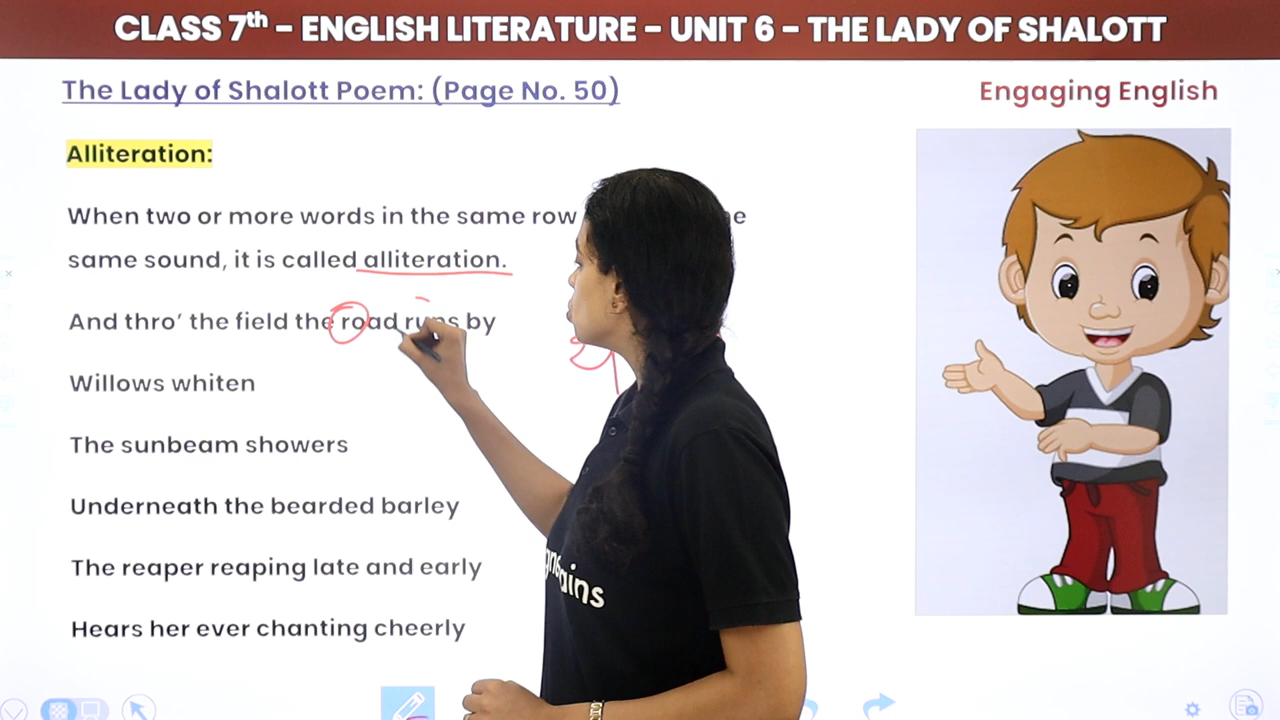 CLASS 7th - ENGLISH LITERATURE - UNIT 6 - THE LADY OF SHALOTT
The Lady of Shalott Poem: (Page No. 50)
Engaging English
Alliteration:
When two or more words in the same row
same sound, it is called alliteration.
And thro' the field the road runs by
Willows whiten
The sunbeam showers
Underneath the bearded barley
The reaper reaping late and early
Hears her ever chanting cheerly